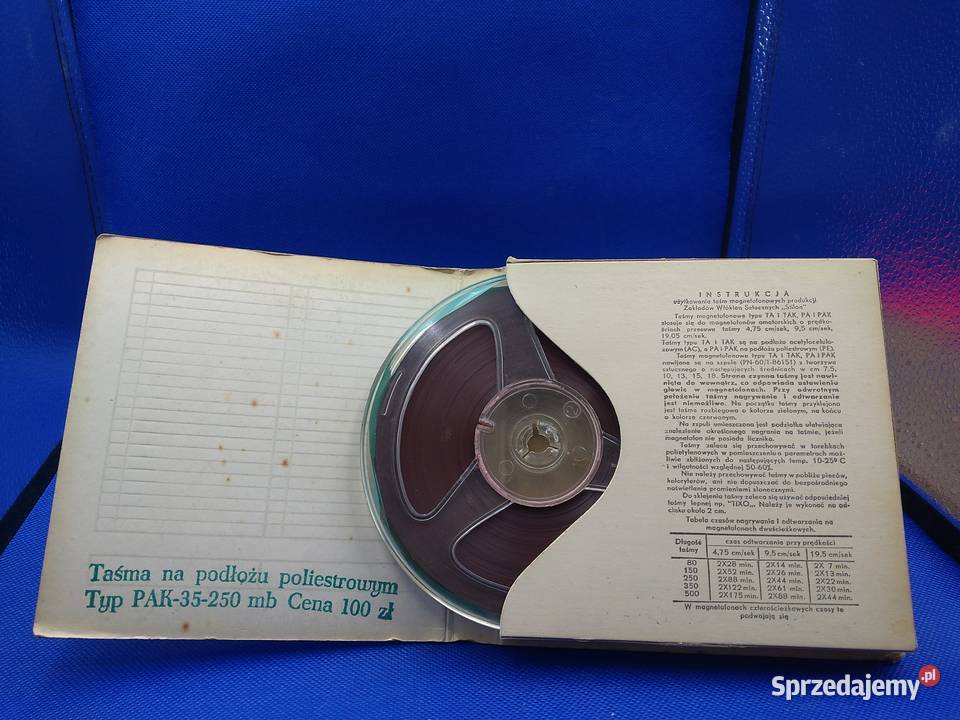 Taśma na podłożu poliestrowym
Typ PAK-35-250 mb Cena 100 zł
INSTRUKCJA
użytkowania taśm magnetofonowych produkcji
Zakładów Włókien Sztucznych „Stilon"
Taśmy magnetofonowe typu TA i TAK, PA i PAK
stosuje się do magnetofonów amatorskich o prędko-
ściach przesuwu taśmy 4,75 cm/sek, 9,5 cm/sek,
19,05 cm/sek.
Taśmy typu TA i TAK są na podłożu acetylocelulo-
zowym (AC), a PA i PAK na podłożu poliestrowym (PE).
Taśmy magnetofonowe typu TA i TAK, PA i PAK
nawijane są na szpule (PN-60/T-86151) z tworzywa
sztucznego o następujących średnicach w cm 7,5,
10, 13, 15, 18. Strona czynna taśmy jest nawi-
nięta do wewnątrz, co odpowiada ustawieniu
głowic w magnetofonach. Przy odwrotnym
położeniu taśmy nagrywanie i odtwarzanie
jest niemożliwe. Na początku taśmy przyklejona
jest taśma rozbiegowa o kolorze zielonym, na końcu
o kolorze czerwonym.
Na szpuli umieszczona jest podziałka ułatwiająca
znalezienie określonego nagrania na taśmie, jeżeli
magnetofon nie posiada licznika.
Taśmy zaleca się przechowywać w torebkach
polietylenowych w pomieszczeniu o parametrach możli-
wie zbliżonych do następujących temp. 10-25º C
i wilgotności względnej 50-60%.
Nie należy przechowywać taśmy w pobliżu pieców,
kaloryferów, ani nie dopuszczać do bezpośredniego
naświetlenia promieniami słonecznymi.
Do sklejania taśmy zaleca się używać odpowiedniej
taśmy lepnej np. "TIXO„. Należy je wykonać na od-
cinku około 2 cm.
Tabela czasów nagrywania i odtwarzania na
magnetofonach dwuścieżkowych.
Długość taśmy czas odtwarzania przy prędkości
4,75 cm/sek 9,5 cm/sek 19,5 cm/sek
80 2X28 min. 2X14 min. 2X 7 min.
150 2X52 min. 2X26 min. 2X13 min.
250 2X88 min. 2X44 min. 2X22 min.
350 2X122 min. 2X61 min. 2X30 min.
500 2X175 min. 2X88 min. 2X44 min.
W magnetofonach czterościeżkowych czasy te
podwajają się
Sprzedajemy.pl